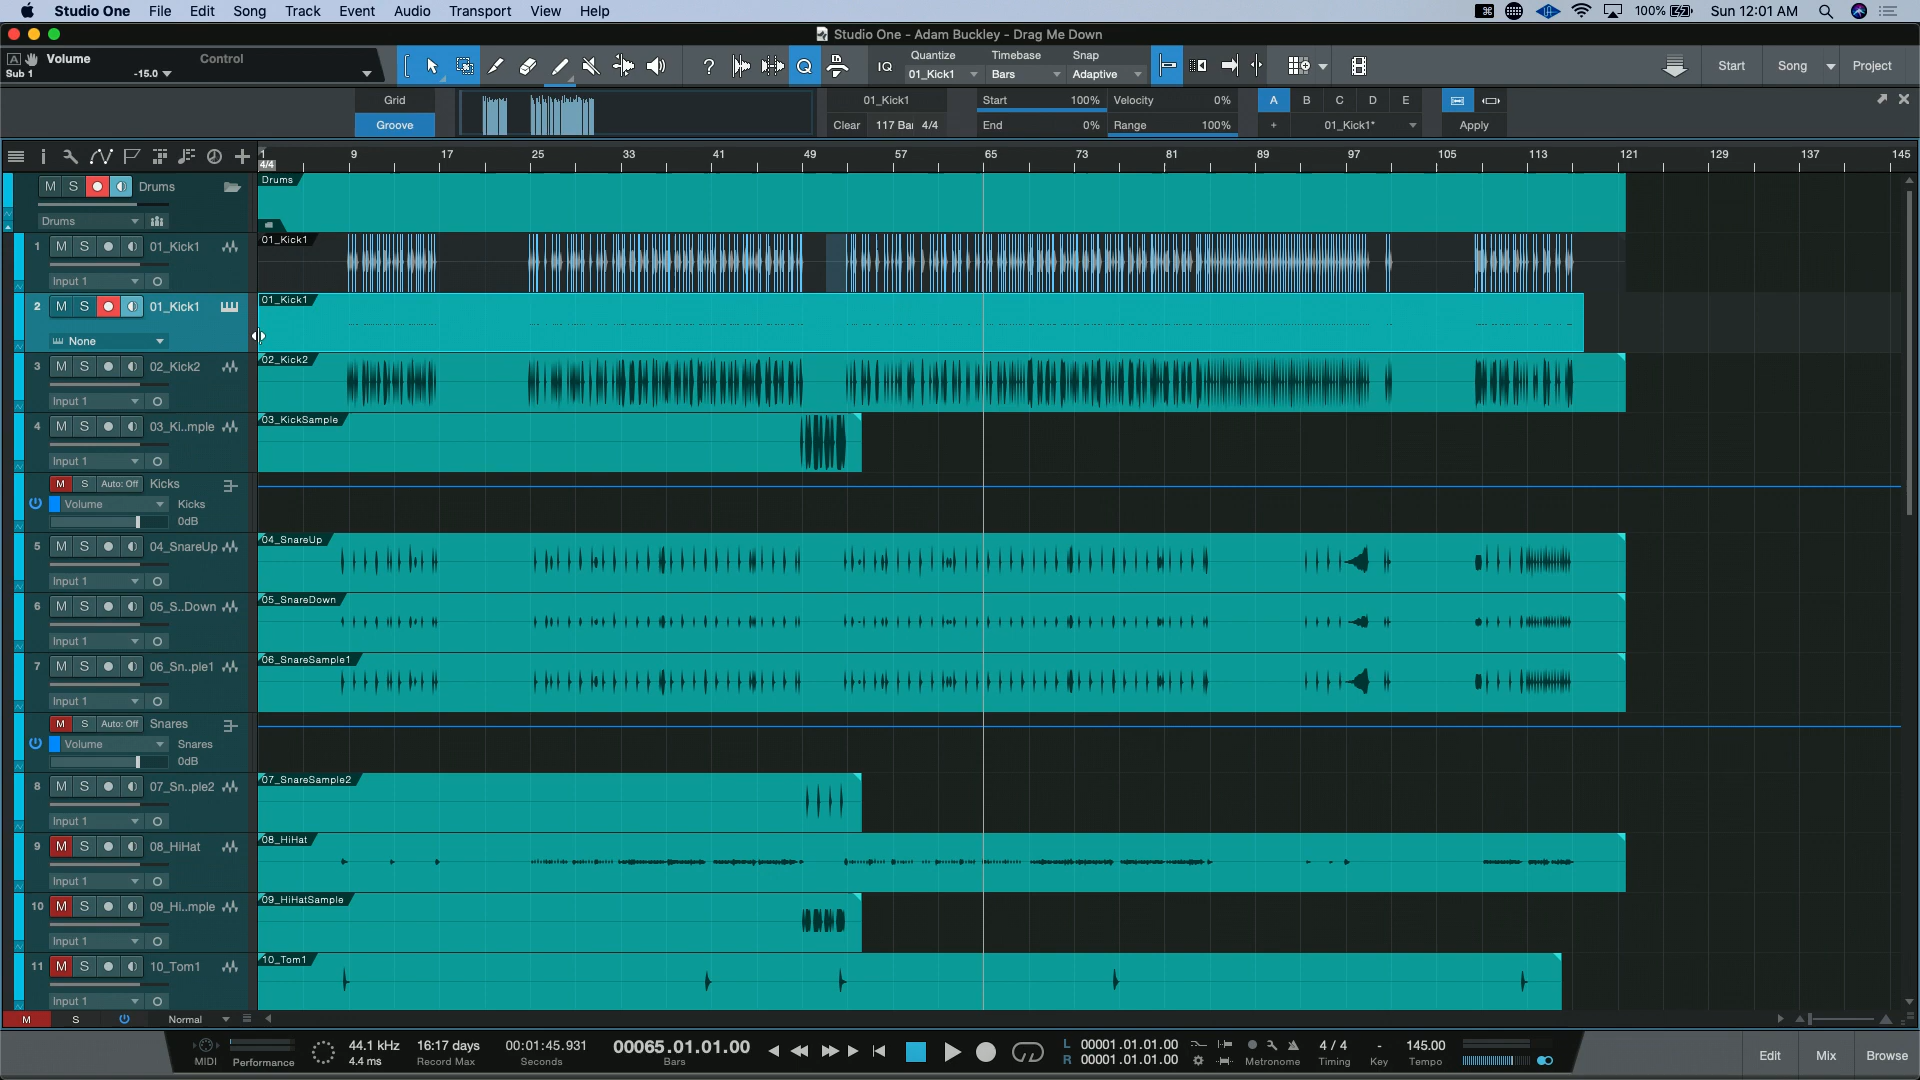 Studio One File Edit Song Track Event Audio Transport View Help 100% Sun 12:01 AM
Studio One - Adam Buckley - Drag Me Down
A Volume Control
Sub 1 -15.0
? Q IQ Quantize 01_Kick1 Timebase Bars Snap Adaptive Start Song Project
Grid
Groove
01_Kick1
Clear 117 Bar 4/4
Start 100% Velocity 0%
End 0% Range 100%
A B C D E
+ 01_Kick1*
Apply
1 9 17 25 33 41 49 57 65 73 81 89 97 105 113 121 129 137 145
4/4
M S Drums
Drums
Drums
1 M S 01_Kick1
Input 1
01_Kick1
2 M S 01_Kick1
None
01_Kick1
3 M S 02_Kick2
Input 1
02_Kick2
4 M S 03_Ki..mple
Input 1
03_KickSample
M S Auto: Off Kicks
Volume Kicks
0dB
5 M S 04_SnareUp
Input 1
04_SnareUp
6 M S 05_S..Down
Input 1
05_SnareDown
7 M S 06_Sn..ple1
Input 1
06_SnareSample1
M S Auto: Off Snares
Volume Snares
0dB
8 M S 07_Sn..ple2
Input 1
07_SnareSample2
9 M S 08_HiHat
Input 1
08_HiHat
10 M S 09_Hi..mple
Input 1
09_HiHatSample
11 M S 10_Tom1
Input 1
10_Tom1
M S Normal
MIDI Performance
44.1 kHz
4.4 ms
16:17 days
Record Max
00:01:45.931
Seconds
00065.01.01.00
Bars
L 00001.01.01.00
R 00001.01.01.00
Metronome
4 / 4
Timing
-
Key
145.00
Tempo
Edit Mix Browse